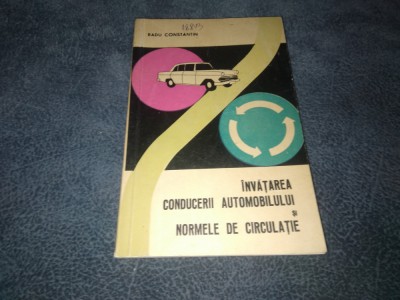 RADU CONSTANTIN
ÎNVĂȚAREA
CONDUCERII AUTOMOBILULUI
ȘI
NORMELE DE CIRCULAȚIE